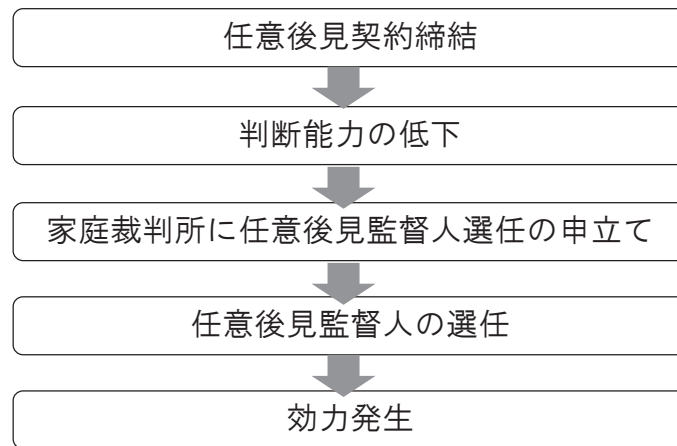 任意後見契約締結
判断能力の低下
家庭裁判所に任意後見監督人選任の申立て
任意後見監督人の選任
効力発生